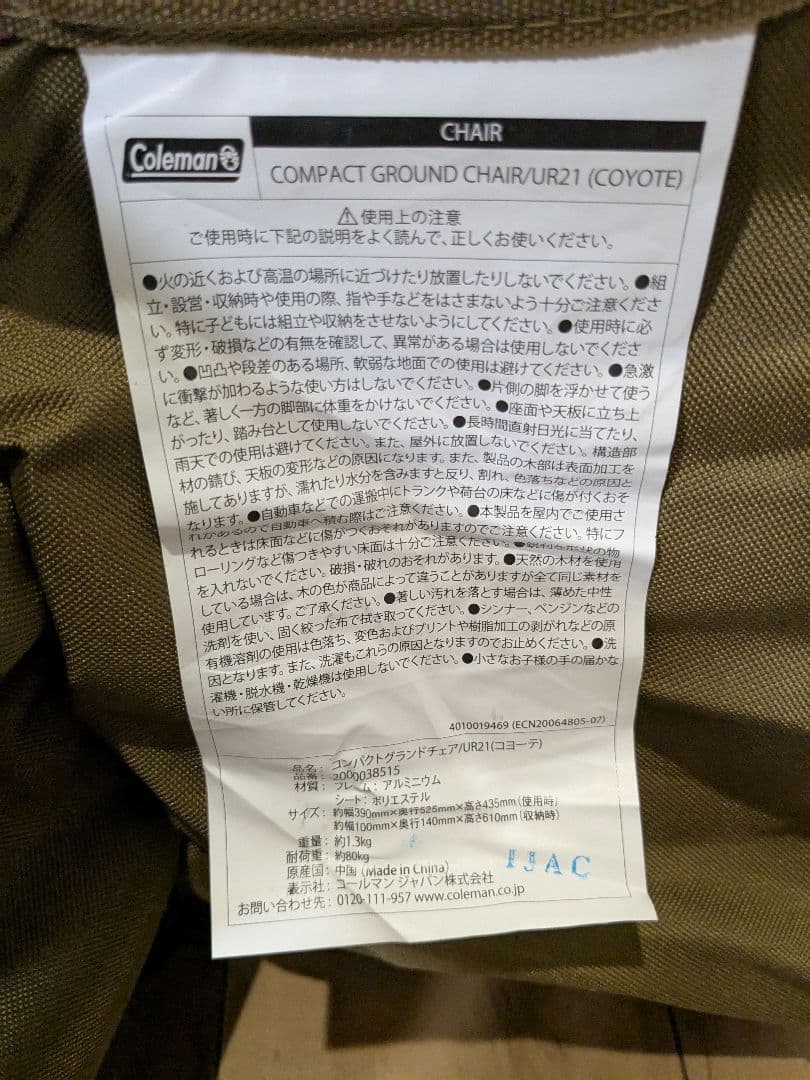 Coleman
CHAIR
COMPACT GROUND CHAIR/UR21 (COYOTE)
⚠使用上の注意
ご使用時に下記の説明をよく読んで、正しくお使いください。
●火の近くおよび高温の場所に近づけたり放置したりしないでください。●組
立・設営・収納時や使用の際、指や手などをはさまないよう十分ご注意くださ
い。特に子どもには組立や収納をさせないようにしてください。●使用時に必
ず変形・破損などの有無を確認して、異常がある場合は使用しないでくださ
い。●凹凸や段差のある場所、軟弱な地面での使用は避けてください。●急激
に衝撃が加わるような使い方はしないでください。●片側の脚を浮かせて使う
など、著しく一方の脚部に体重をかけないでください。●座面や天板に立ち上
がったり、踏み台として使用しないでください。●長時間直射日光に当てたり、
雨天での使用は避けてください。また、屋外に放置しないでください。構造部
材の錆び、天板の変形などの原因になります。また、製品の木部は表面加工を
施してありますが、濡れたり水分を含みますと反り、割れ、色落ちなどの原因と
なります。●自動車などでの運搬中にトランクや荷台の床などに傷が付くおそ
れがあるので自動車へ積む際はご注意ください。●本製品を屋内でご使用さ
れるときは床面などに傷がつくおそれがありますのでご注意ください。特にフ
ローリングなど傷つきやすい床面は十分ご注意ください。●鋭利な形状の物
を入れないでください。破損・破れのおそれがあります。●天然の木材を使用
している場合は、木の色が商品によって違うことがありますが全て同じ素材を
使用しています。ご了承ください。●著しい汚れを落とす場合は、薄めた中性
洗剤を使い、固く絞った布で拭き取ってください。●シンナー、ベンジンなどの
有機溶剤の使用は色落ち、変色およびプリントや樹脂加工の剥がれなどの原
因となります。また、洗濯もこれらの原因となりますのでお止めください。●洗
濯機・脱水機・乾燥機は使用しないでください。●小さなお子様の手の届かな
い所に保管してください。
4010019469 (ECN20064805-07)
品名：コンパクトグランドチェア/UR21(コヨーテ)
品番：2000038515
材質：フレーム：アルミニウム
シート：ポリエステル
サイズ：約幅390mm×奥行525mm×高さ435mm(使用時)
約幅100mm×奥行140mm×高さ610mm(収納時)
重量：約1.3kg
耐荷重：約80kg
原産国：中国 (Made in China)
表示社：コールマン ジャパン株式会社
お問い合わせ先：0120-111-957 www.coleman.co.jp
IJAC